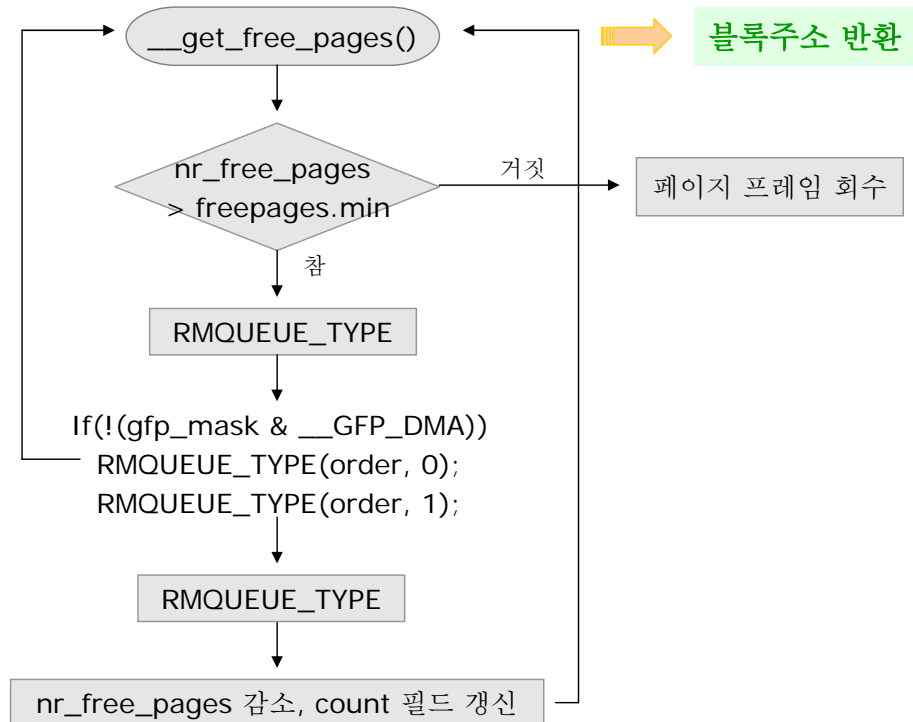 __get_free_pages()
블록주소 반환
nr_free_pages
> freepages.min
거짓
페이지 프레임 회수
참
RMQUEUE_TYPE
If(!(gfp_mask & __GFP_DMA))
RMQUEUE_TYPE(order, 0);
RMQUEUE_TYPE(order, 1);
RMQUEUE_TYPE
nr_free_pages 감소, count 필드 갱신